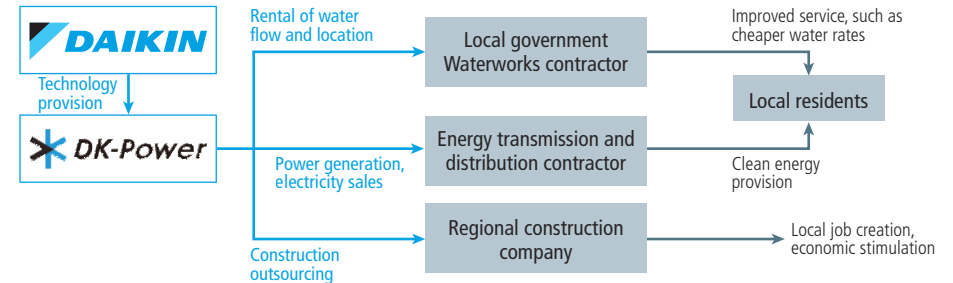 DAIKIN
Technology
provision
DK-Power
Rental of water
flow and location
Power generation,
electricity sales
Construction
outsourcing
Local government
Waterworks contractor
Energy transmission and
distribution contractor
Regional construction
company
Improved service, such as
cheaper water rates
Local residents
Clean energy
provision
Local job creation,
economic stimulation